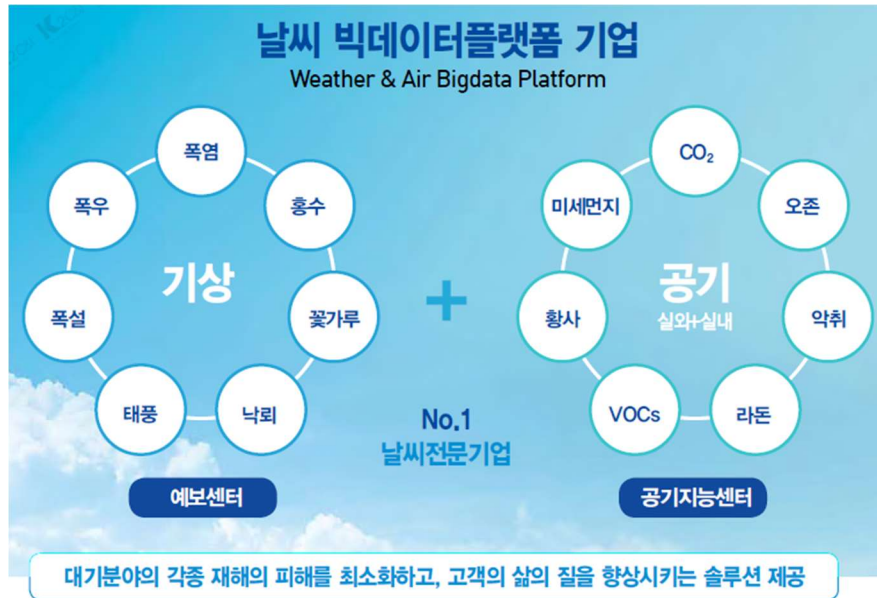 날씨 빅데이터플랫폼 기업
Weather & Air Bigdata Platform
폭염
폭우
홍수
기상
폭설
꽃가루
태풍
낙뢰
예보센터
+
No.1
날씨전문기업
CO₂
미세먼지
오존
공기
실외+실내
황사
악취
VOCs
라돈
공기지능센터
대기분야의 각종 재해의 피해를 최소화하고, 고객의 삶의 질을 향상시키는 솔루션 제공